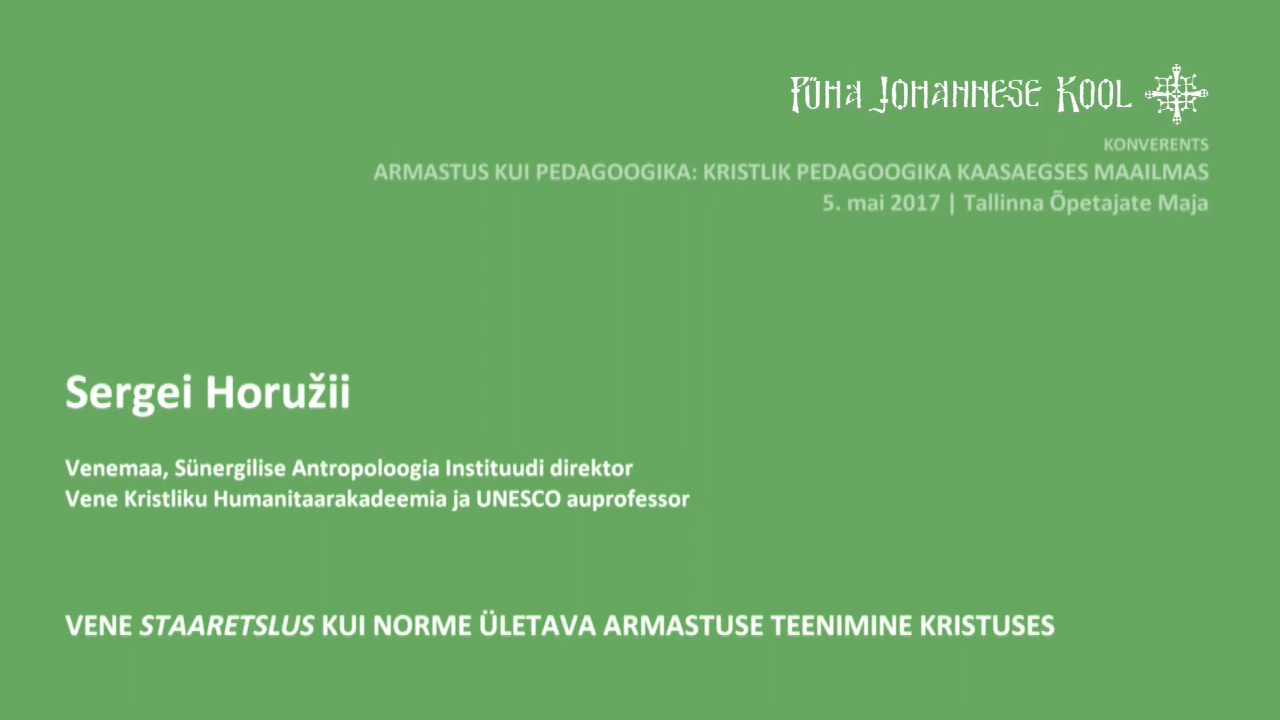 Püha Johannese Kool
KONVERENTS
ARMASTUS KUI PEDAGOOGIKA: KRISTLIK PEDAGOOGIKA KAASAEGSES MAAILMAS
5. mai 2017 | Tallinna Õpetajate Maja
Sergei Horužii
Venemaa, Sünergilise Antropoloogia Instituudi direktor
Vene Kristliku Humanitaarakadeemia ja UNESCO auprofessor
VENE STAARETSLUS KUI NORME ÜLETAVA ARMASTUSE TEENIMINE KRISTUSES